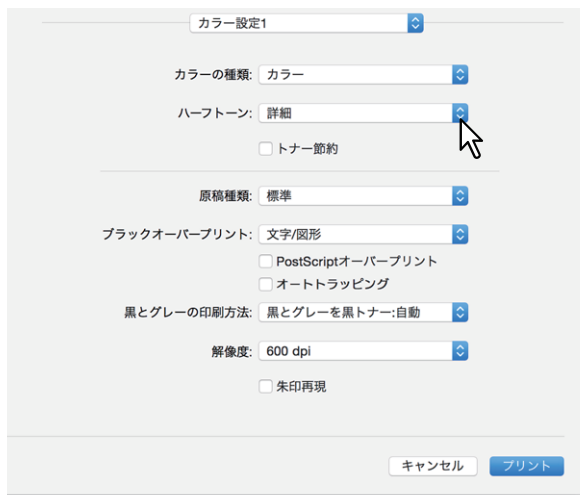 カラー設定1
カラーの種類: カラー
ハーフトーン: 詳細
トナー節約
原稿種類: 標準
ブラックオーバープリント: 文字/図形
PostScriptオーバープリント
オートトラッピング
黒とグレーの印刷方法: 黒とグレーを黒トナー:自動
解像度: 600 dpi
朱印再現
キャンセル プリント